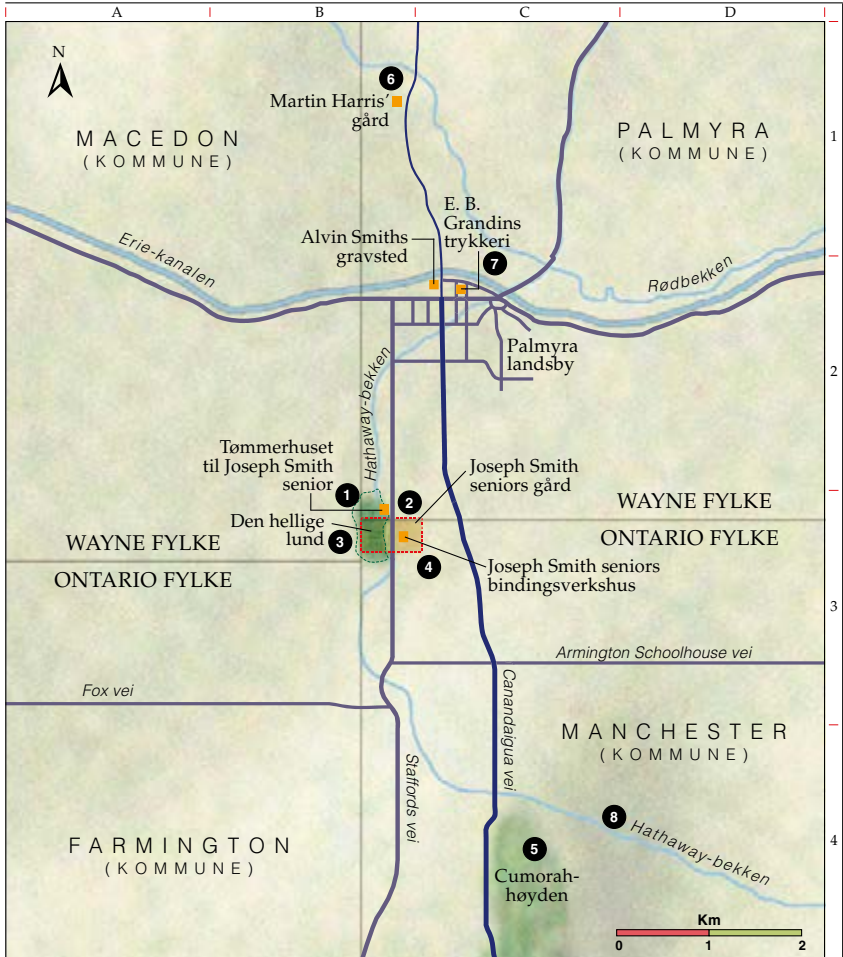 A B C D
N
6
Martin Harris’
gård
MACEDON
(KOMMUNE)
PALMYRA
(KOMMUNE)
1
E. B.
Grandins
trykkeri
Alvin Smiths
gravsted
7
Erie-kanalen
Rødbekken
Palmyra
landsby
2
Hathaway-bekken
Tømmerhuset
til Joseph Smith
senior
Joseph Smith
seniors gård
1
2
WAYNE FYLKE
Den hellige
lund
3
WAYNE FYLKE
ONTARIO FYLKE
4
Joseph Smith seniors
bindingsverkshus
ONTARIO FYLKE
3
Armington Schoolhouse vei
Fox vei
Canandaigua vei
MANCHESTER
(KOMMUNE)
Staffords vei
8
Hathaway-bekken
FARMINGTON
(KOMMUNE)
5
Cumorah-
høyden
4
Km
0 1 2